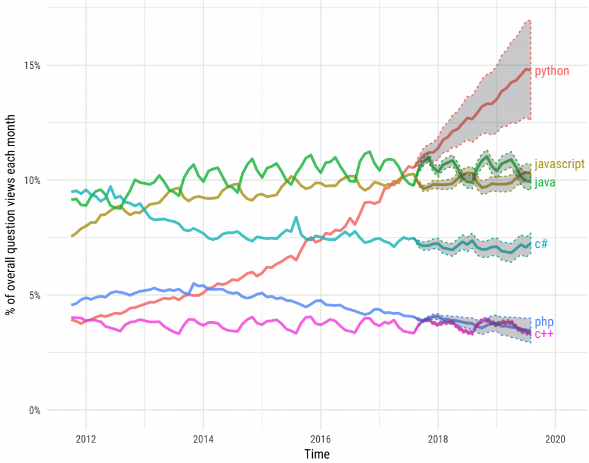 % of overall question views each month
15%
10%
5%
0%
python
javascript
java
c#
php
c++
2012
2014
2016
2018
2020
Time